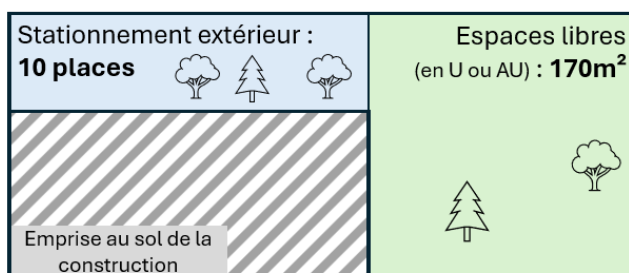 Stationnement extérieur :
10 places
Espaces libres
(en U ou AU) : 170m²
Emprise au sol de la
construction